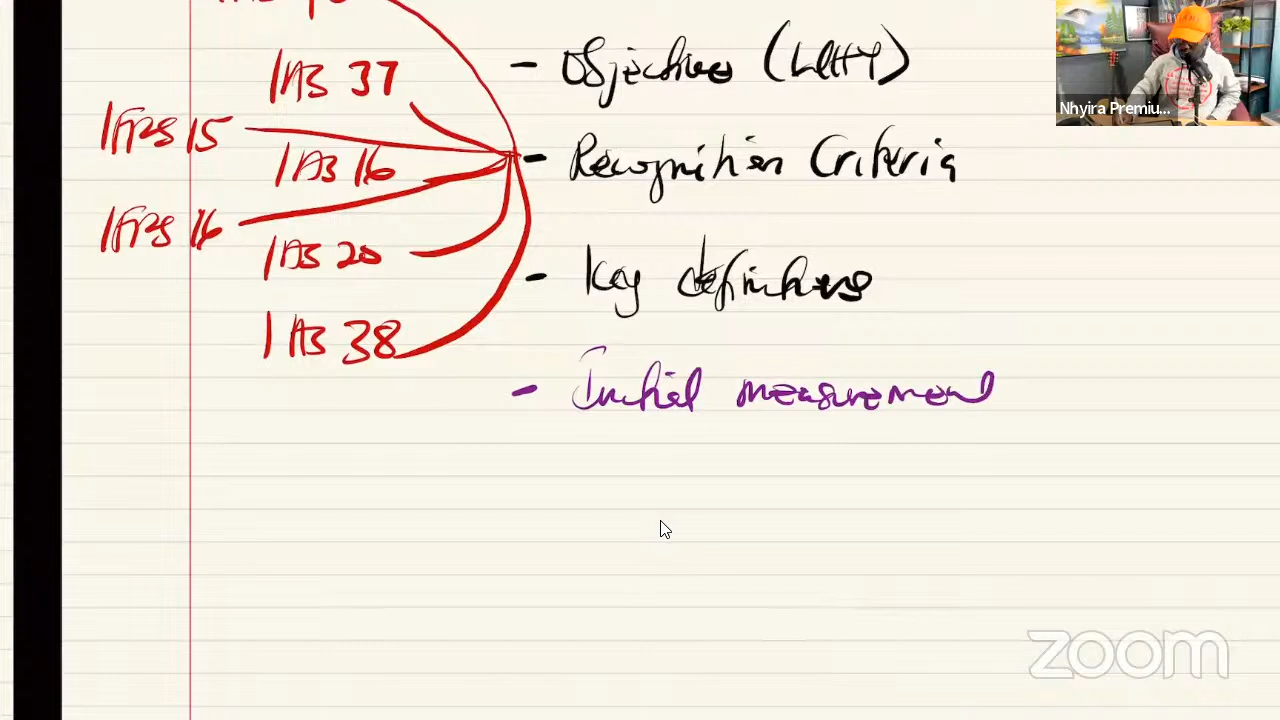 IAS 37
IFRS 15
IAS 16
IFRS 16
IAS 20
IAS 38
- Objectives (WHY)
- Recognition Criteria
- Key definitions
- Initial measurement
Nhyira Premiu...
zoom